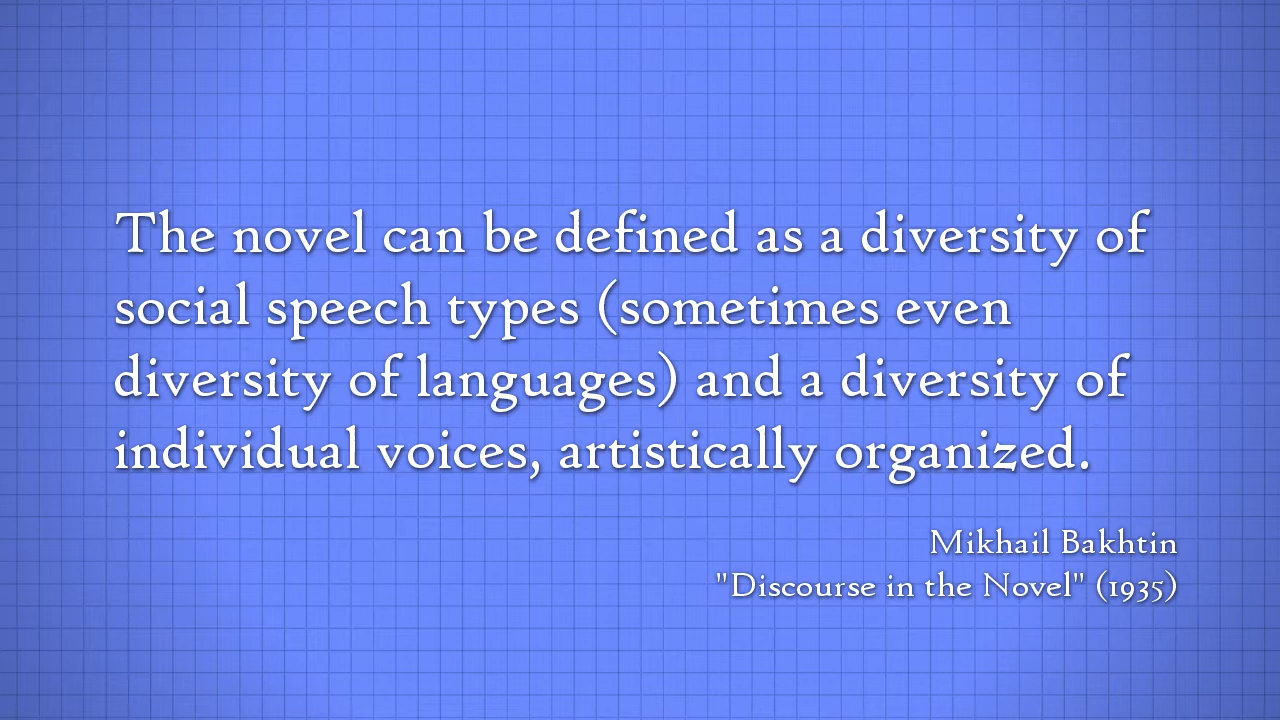 The novel can be defined as a diversity of
social speech types (sometimes even
diversity of languages) and a diversity of
individual voices, artistically organized.
Mikhail Bakhtin
"Discourse in the Novel" (1935)